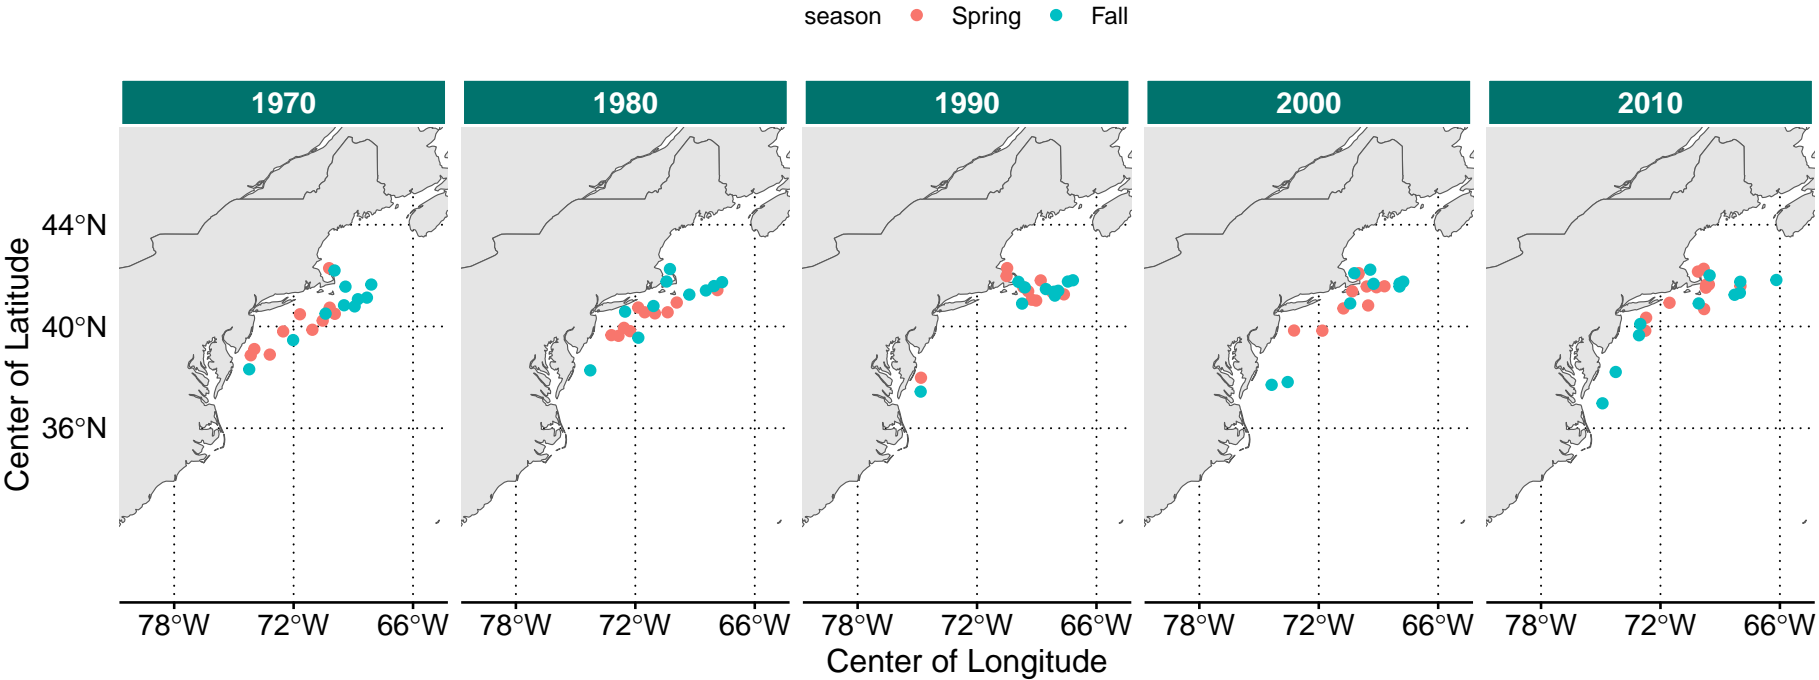 season Spring Fall
1970 1980 1990 2000 2010
44°N
40°N
36°N
78°W 72°W 66°W 78°W 72°W 66°W 78°W 72°W 66°W 78°W 72°W 66°W 78°W 72°W 66°W
Center of Longitude
Center of Latitude